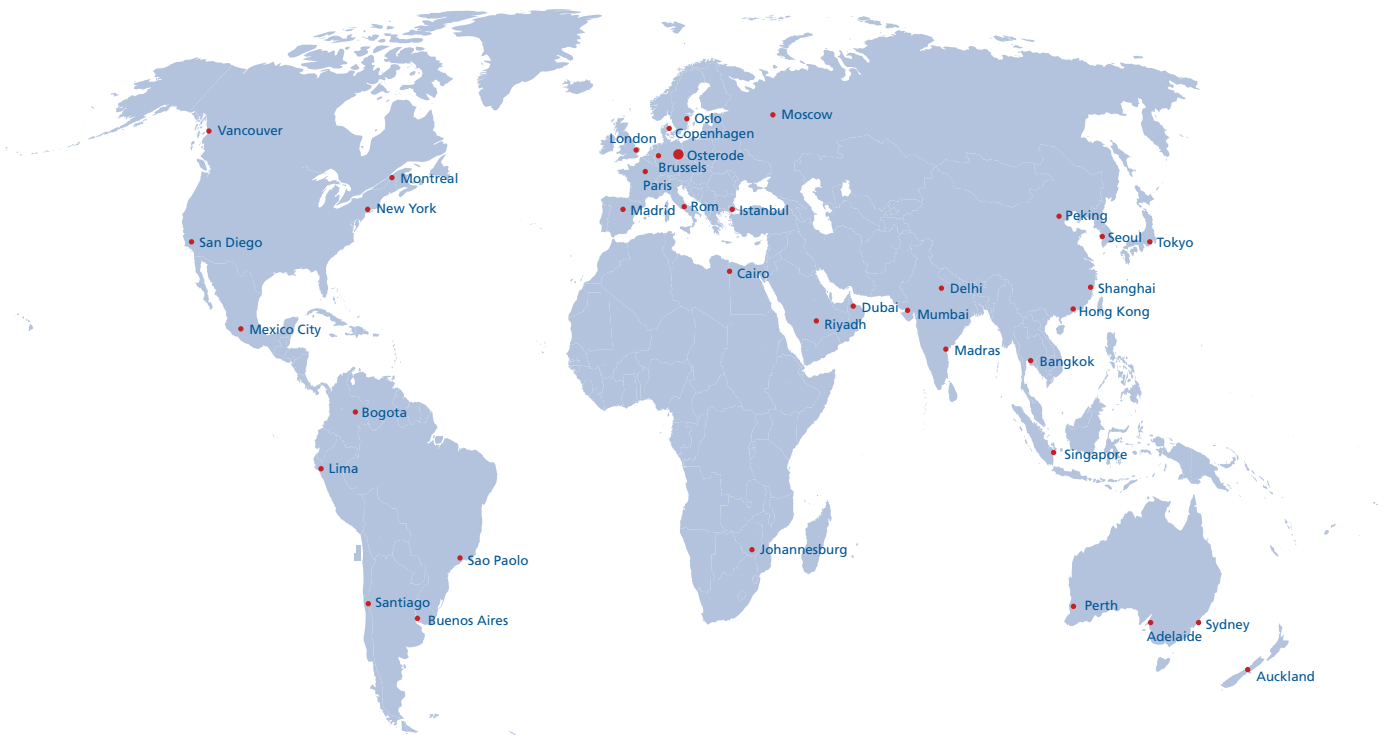 Vancouver
Montreal
New York
San Diego
Mexico City
Bogota
Lima
Sao Paolo
Santiago
Buenos Aires
Oslo
Copenhagen
London
Osterode
Brussels
Paris
Madrid
Rom
Istanbul
Moscow
Cairo
Dubai
Riyadh
Johannesburg
Delhi
Mumbai
Madras
Peking
Seoul
Tokyo
Shanghai
Hong Kong
Bangkok
Singapore
Perth
Adelaide
Sydney
Auckland